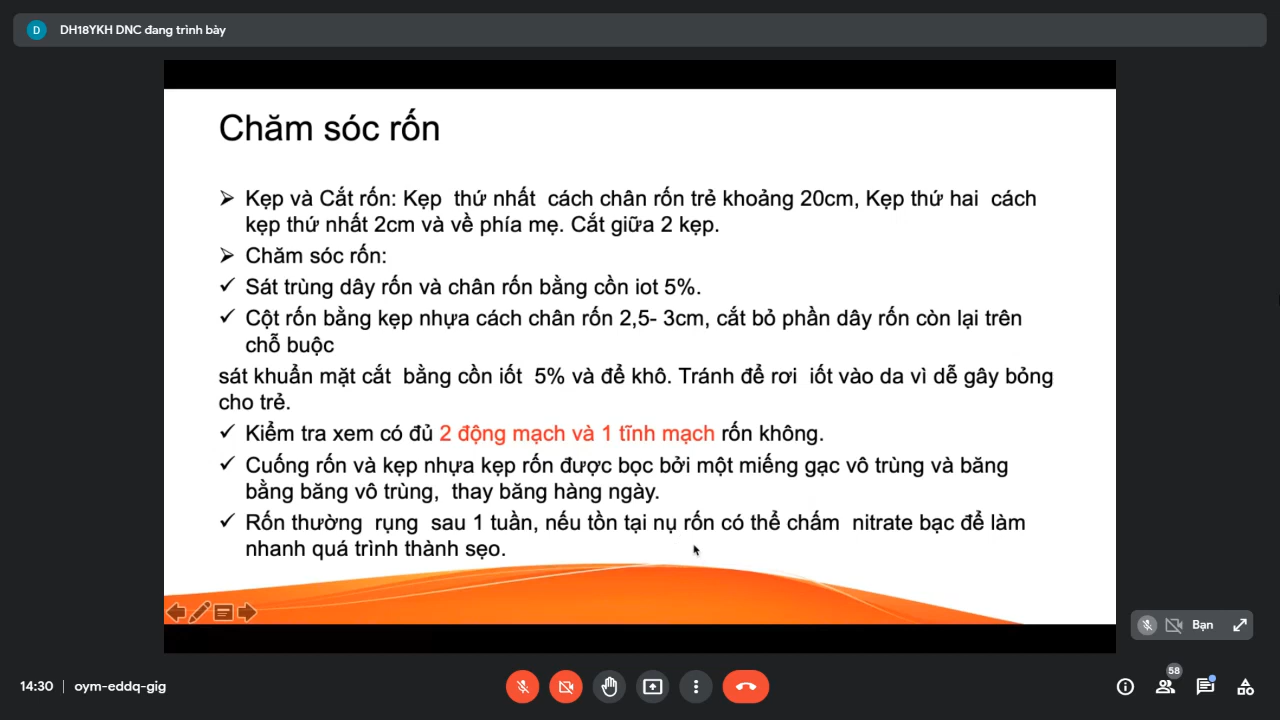 D
DH18YKH DNC đang trình bày
Chăm sóc rốn
Kẹp và Cắt rốn: Kẹp thứ nhất cách chân rốn trẻ khoảng 20cm, Kẹp thứ hai cách
kẹp thứ nhất 2cm và về phía mẹ. Cắt giữa 2 kẹp.
Chăm sóc rốn:
Sát trùng dây rốn và chân rốn bằng cồn iot 5%.
Cột rốn bằng kẹp nhựa cách chân rốn 2,5- 3cm, cắt bỏ phần dây rốn còn lại trên
chỗ buộc
sát khuẩn mặt cắt bằng cồn iốt 5% và để khô. Tránh để rơi iốt vào da vì dễ gây bỏng
cho trẻ.
Kiểm tra xem có đủ 2 động mạch và 1 tĩnh mạch rốn không.
Cuống rốn và kẹp nhựa kẹp rốn được bọc bởi một miếng gạc vô trùng và băng
bằng băng vô trùng, thay băng hàng ngày.
Rốn thường rụng sau 1 tuần, nếu tồn tại nụ rốn có thể chấm nitrate bạc để làm
nhanh quá trình thành sẹo.
Bạn
14:30
oym-eddq-gig
58